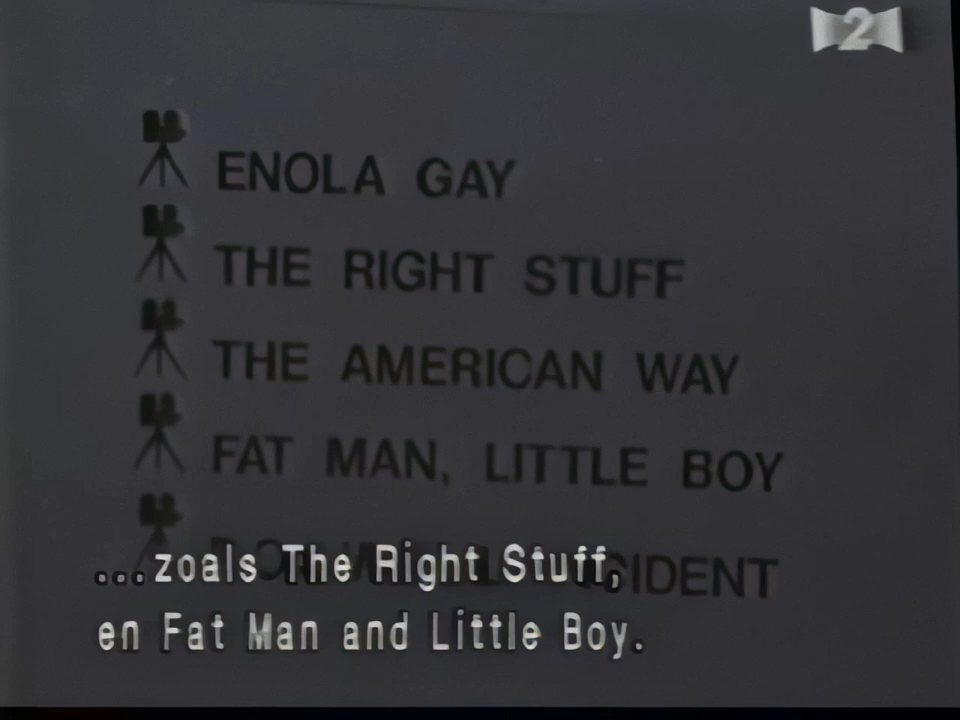 2
ENOLA GAY
THE RIGHT STUFF
THE AMERICAN WAY
FAT MAN, LITTLE BOY
...zoals The Right Stuff,
en Fat Man and Little Boy.